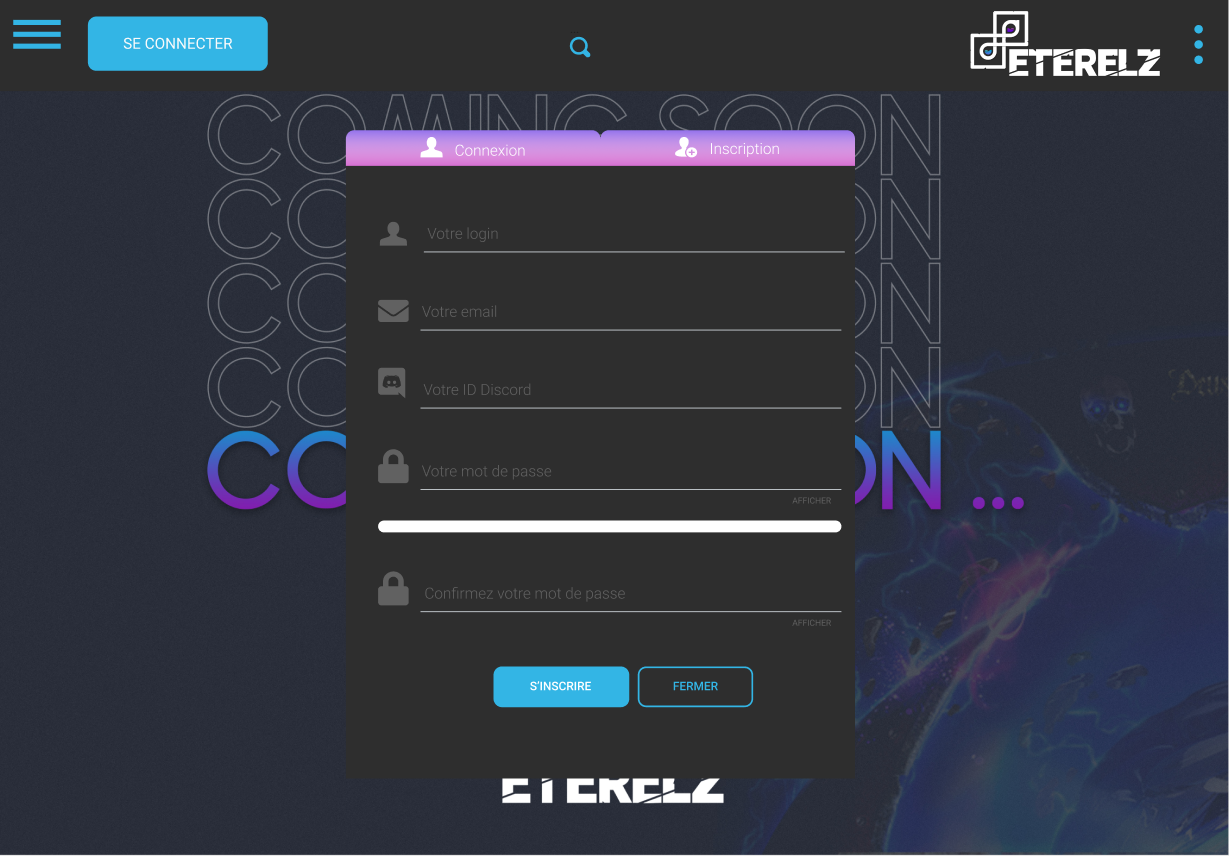 SE CONNECTER
ETERELZ
COMING SOON
Connexion
Inscription
Votre login
CO ON
Votre email
CO ON
Votre ID Discord
CO ON
Votre mot de passe
CO ON ...
AFFICHER
Confirmez votre mot de passe
AFFICHER
S'INSCRIRE
FERMER
ETERELZ